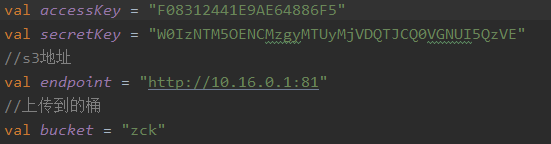 val accessKey = "F08312441E9AE64886F5"
val secretKey = "W0IzNTM5OENCMzgyMTUyMjVDQTJCQ0VGNUI5QzVE"
//s3地址
val endpoint = "http://10.16.0.1:81"
//上传到的桶
val bucket = "zck"